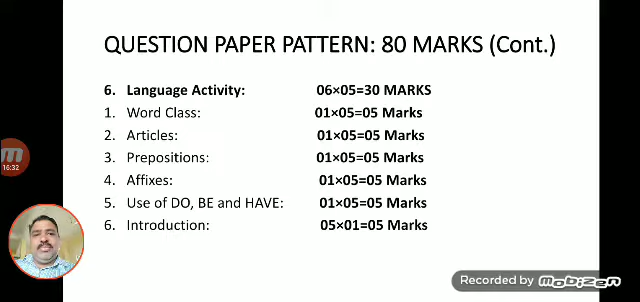 QUESTION PAPER PATTERN: 80 MARKS (Cont.)
6. Language Activity: 06×05=30 MARKS
1. Word Class: 01×05=05 Marks
2. Articles: 01×05=05 Marks
3. Prepositions: 01×05=05 Marks
4. Affixes: 01×05=05 Marks
5. Use of DO, BE and HAVE: 01×05=05 Marks
6. Introduction: 05×01=05 Marks
16:32
Recorded by Mobizen